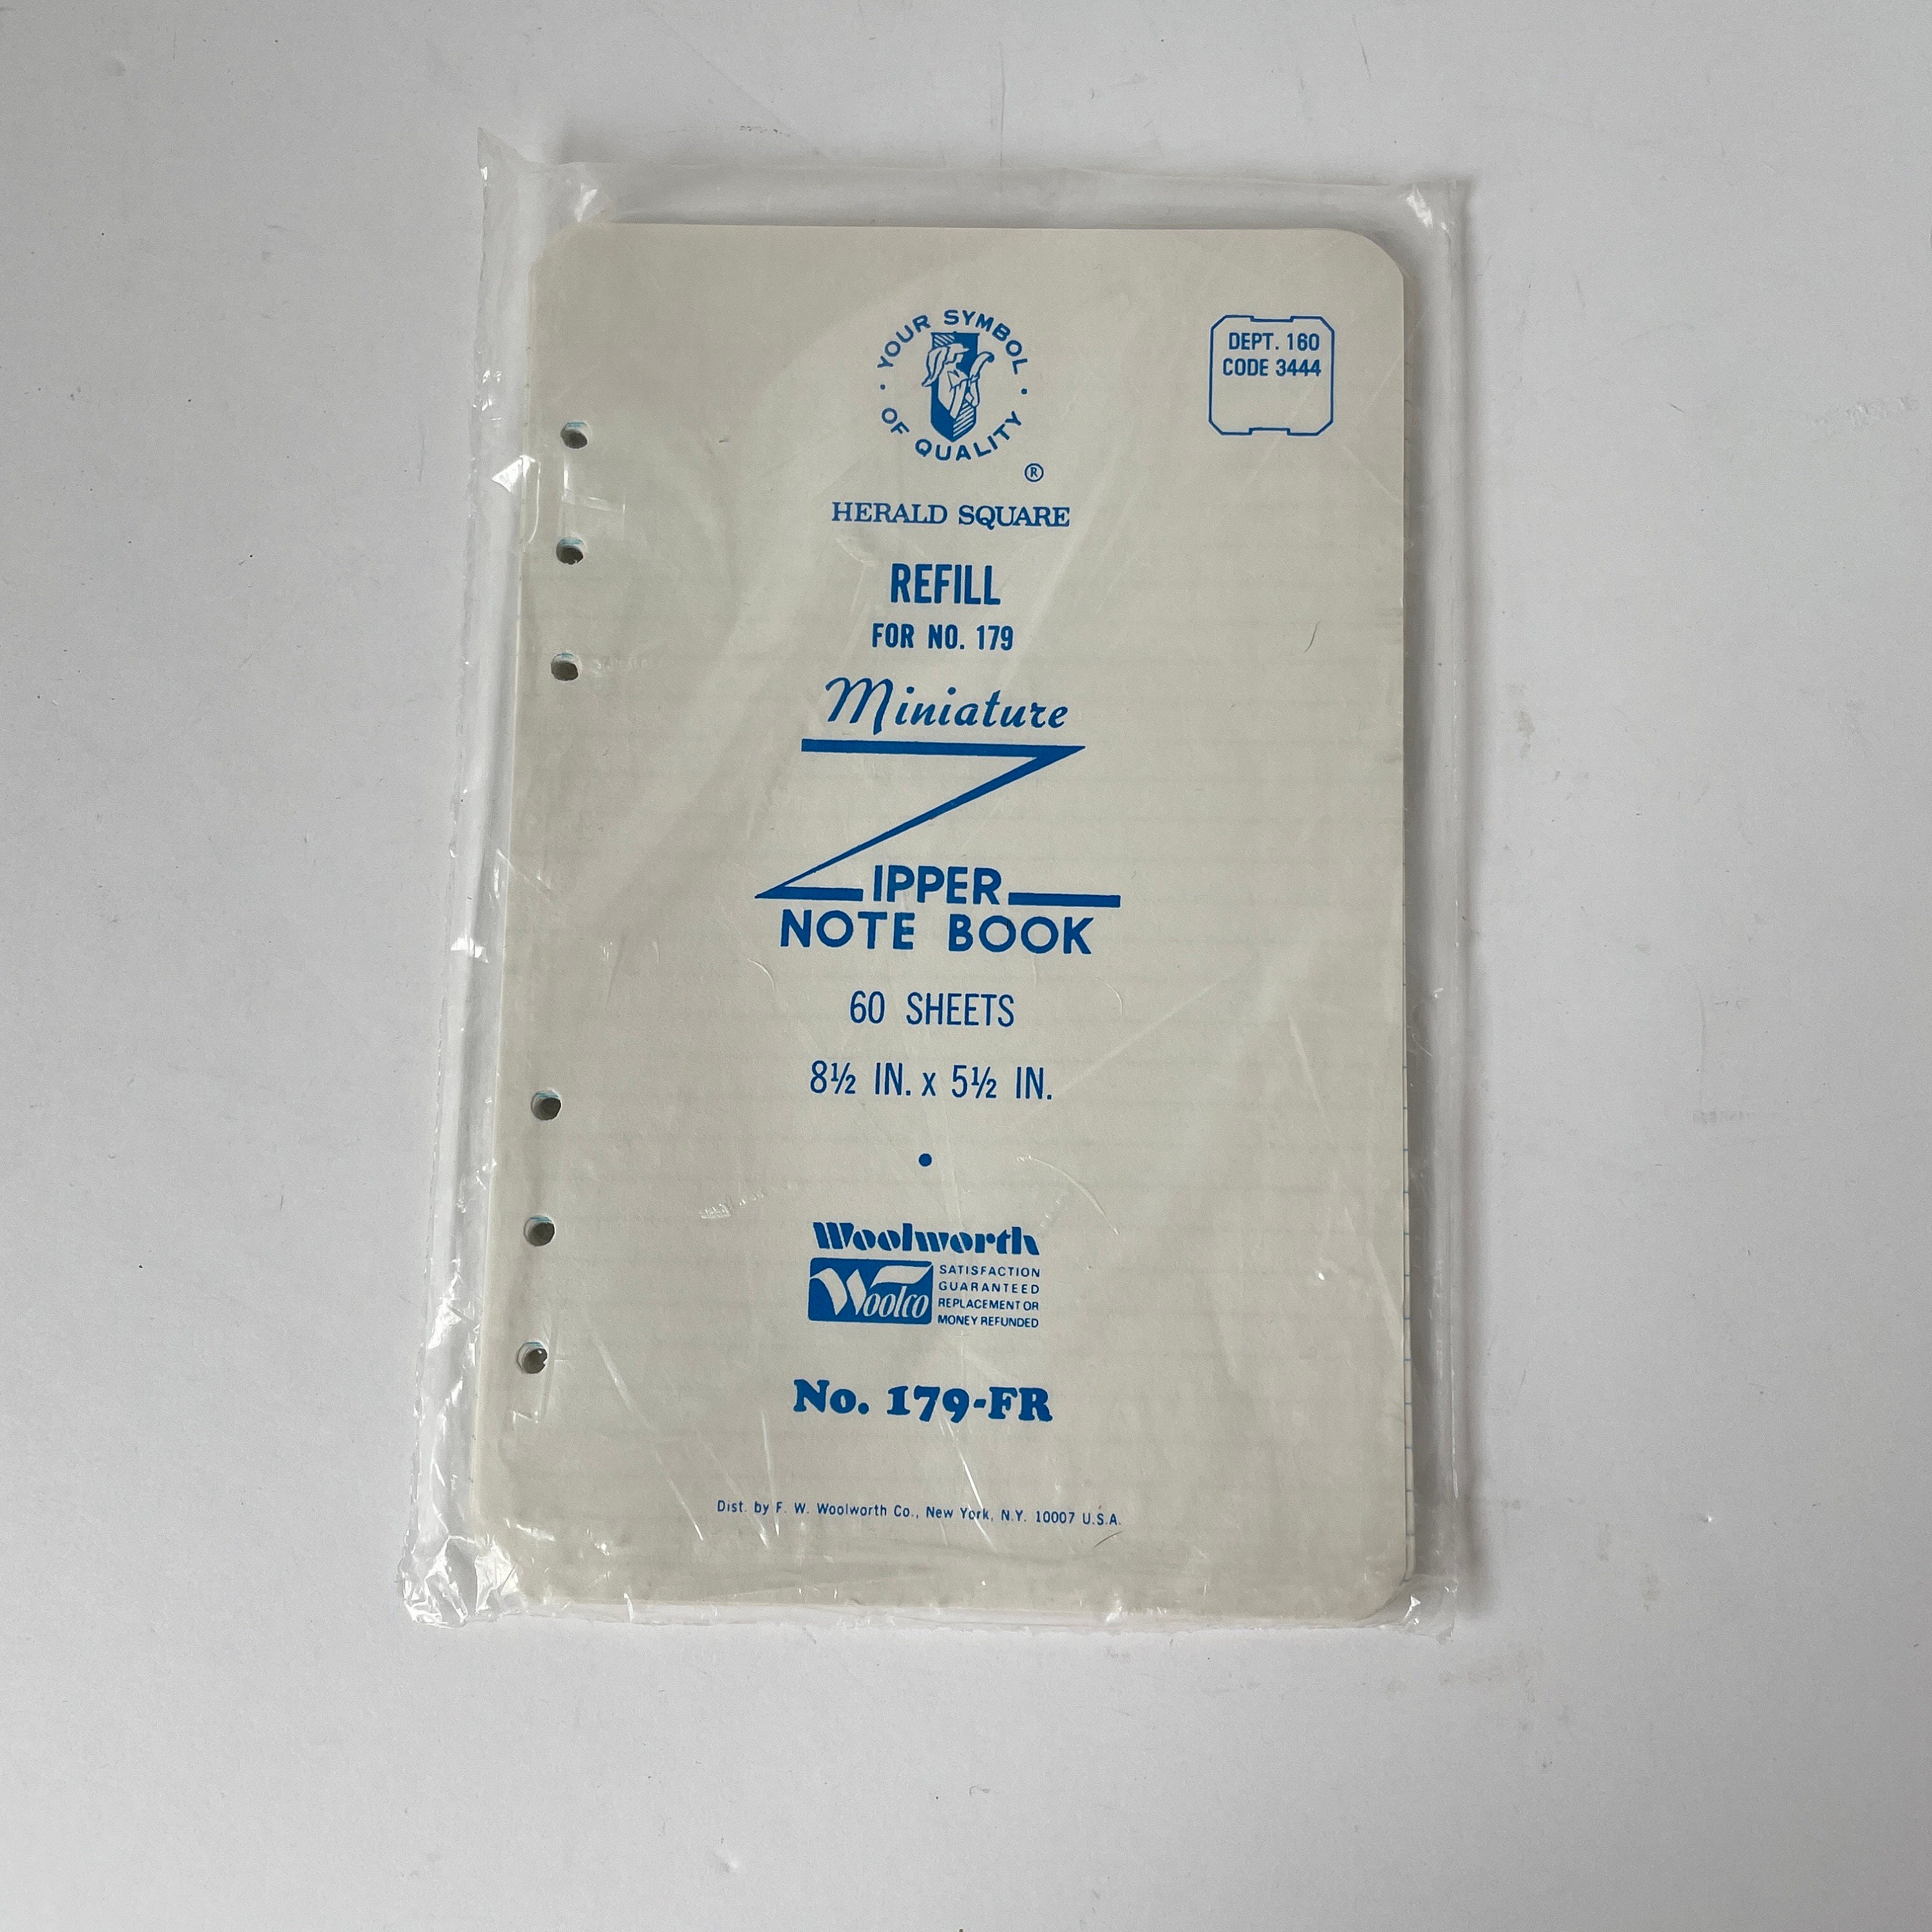 YOUR SYMBOL
OF QUALITY
®
DEPT. 160
CODE 3444
HERALD SQUARE
REFILL
FOR NO. 179
Miniature
ZIPPER
NOTE BOOK
60 SHEETS
8½ IN. x 5½ IN.
Woolworth
Woolco
SATISFACTION
GUARANTEED
REPLACEMENT OR
MONEY REFUNDED
No. 179-FR
Dist. by F. W. Woolworth Co., New York, N.Y. 10007 U.S.A.